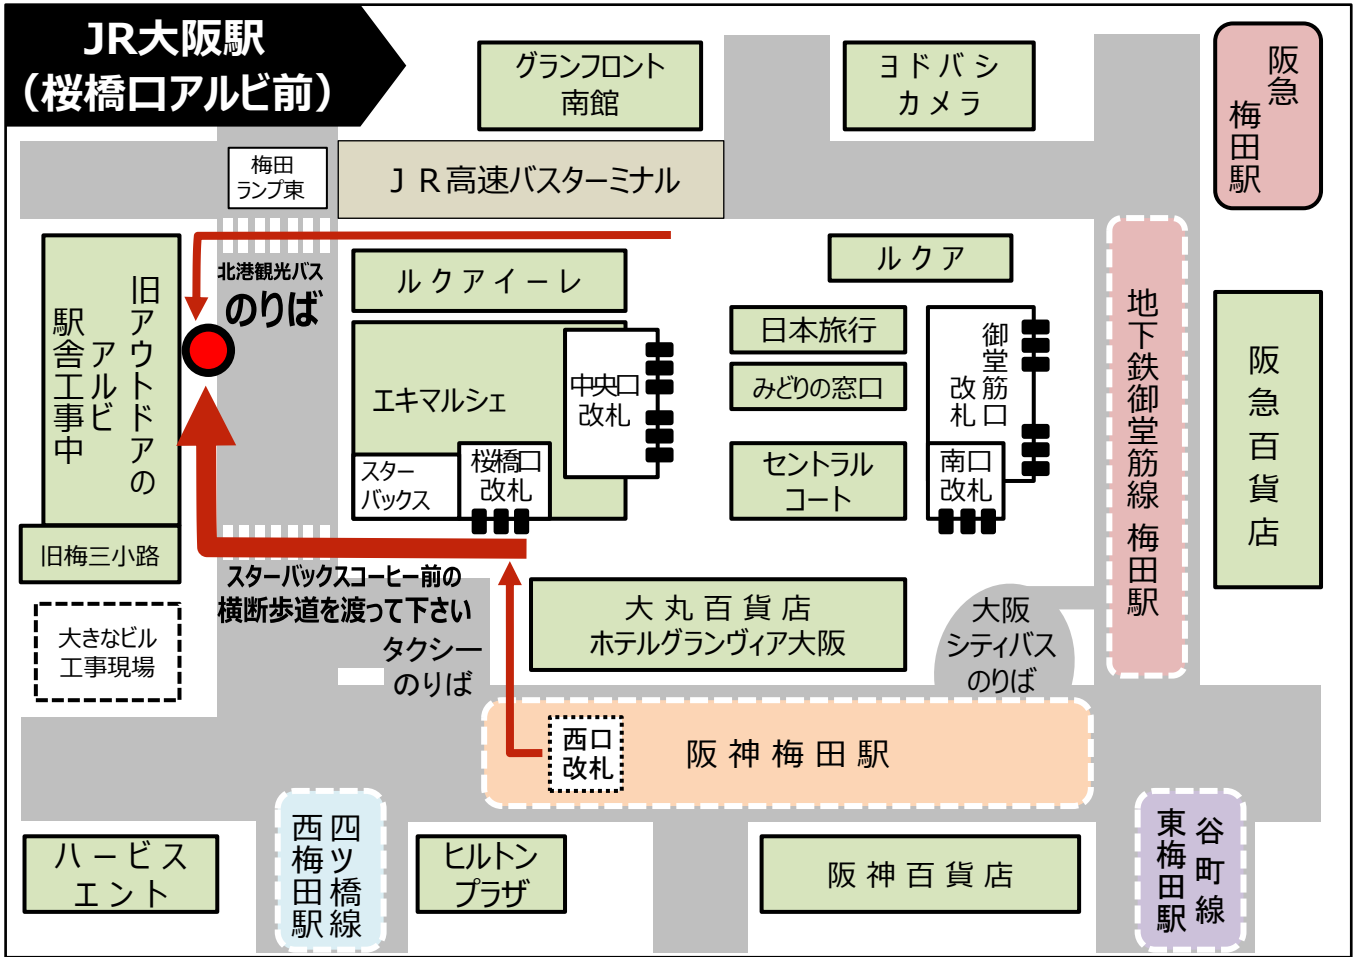 JR大阪駅
(桜橋口アルビ前)
グランフロント
南館
ヨドバシ
カメラ
阪急
梅田駅
梅田
ランプ東
JR高速バスターミナル
北港観光バス
のりば
ルクアイーレ
ルクア
旧アウトドアの
アルビ
駅舎工事中
エキマルシェ
中央口
改札
日本旅行
みどりの窓口
御堂筋口
改札
地下鉄御堂筋線 梅田駅
阪急百貨店
スター
バックス
桜橋口
改札
セントラル
コート
南口
改札
旧梅三小路
スターバックスコーヒー前の
横断歩道を渡って下さい
大きなビル
工事現場
タクシー
のりば
大丸百貨店
ホテルグランヴィア大阪
大阪
シティバス
のりば
西口
改札
阪神梅田駅
ハービス
エント
四ツ橋線
西梅田駅
ヒルトン
プラザ
阪神百貨店
谷町線
東梅田駅